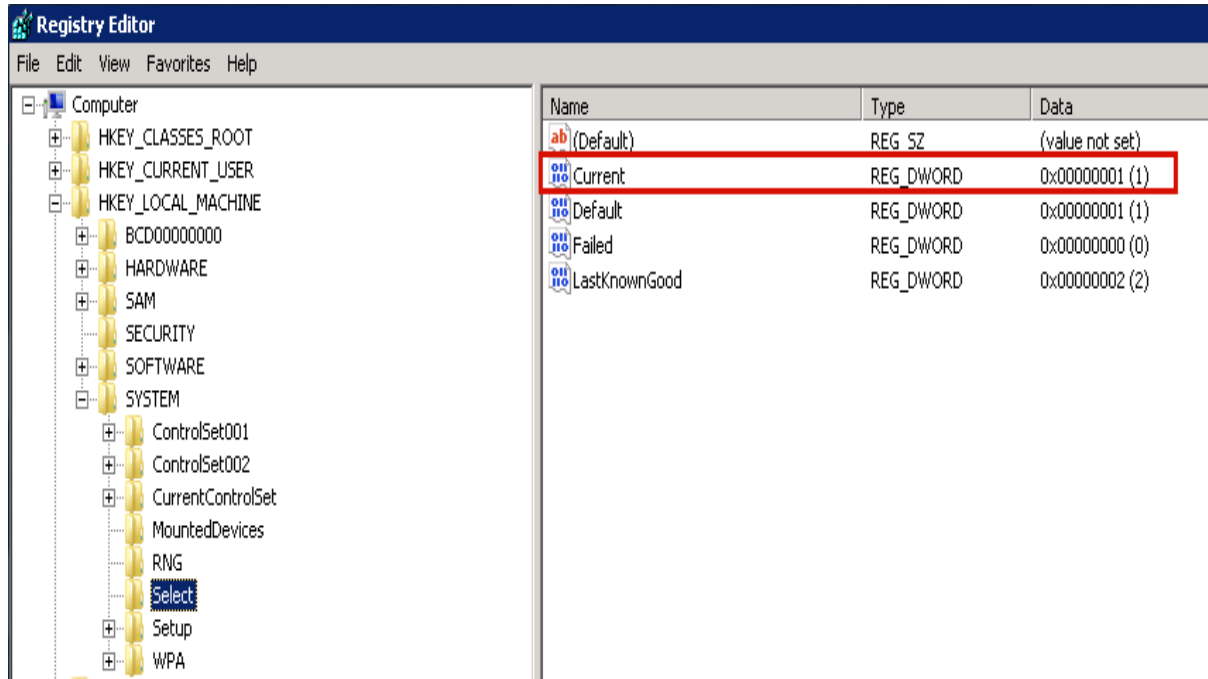 Registry Editor
File Edit View Favorites Help
Computer
HKEY_CLASSES_ROOT
HKEY_CURRENT_USER
HKEY_LOCAL_MACHINE
BCD00000000
HARDWARE
SAM
SECURITY
SOFTWARE
SYSTEM
ControlSet001
ControlSet002
CurrentControlSet
MountedDevices
RNG
Select
Setup
WPA
Name Type Data
(Default) REG_SZ (value not set)
Current REG_DWORD 0x00000001 (1)
Default REG_DWORD 0x00000001 (1)
Failed REG_DWORD 0x00000000 (0)
LastKnownGood REG_DWORD 0x00000002 (2)